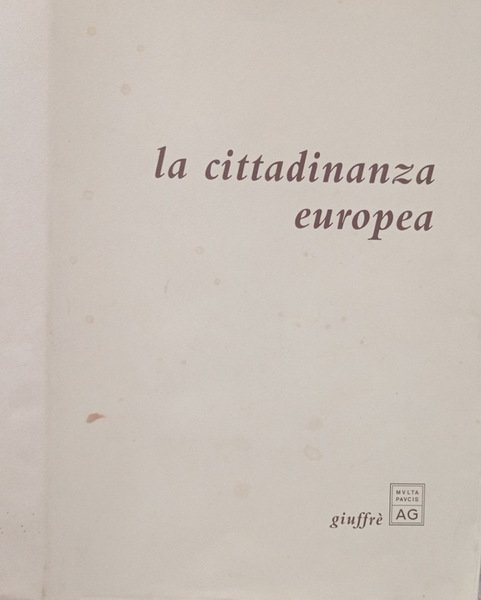 la cittadinanza
europea
giuffrè
MVLTA
PAVCIS
AG